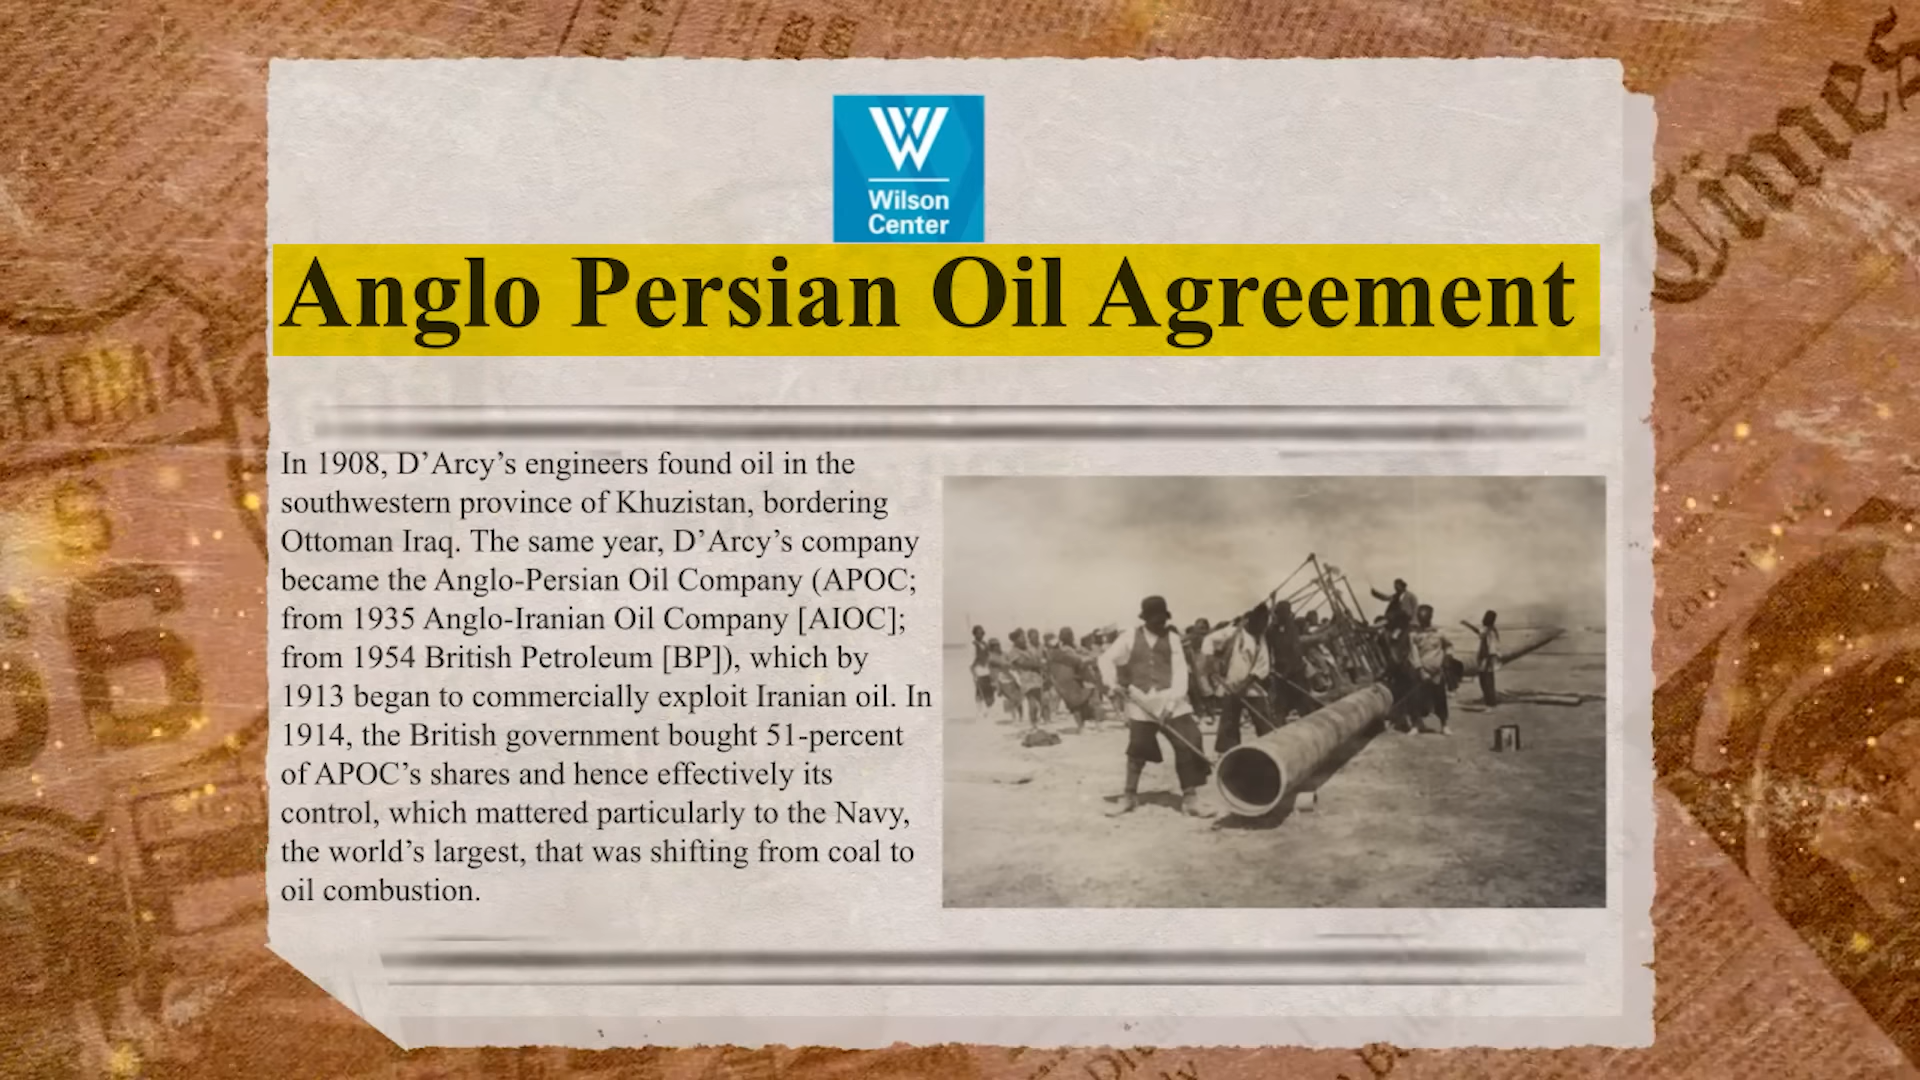 Times
Wilson
Center
Anglo Persian Oil Agreement
In 1908, D’Arcy’s engineers found oil in the
southwestern province of Khuzistan, bordering
Ottoman Iraq. The same year, D’Arcy’s company
became the Anglo-Persian Oil Company (APOC;
from 1935 Anglo-Iranian Oil Company [AIOC];
from 1954 British Petroleum [BP]), which by
1913 began to commercially exploit Iranian oil. In
1914, the British government bought 51-percent
of APOC’s shares and hence effectively its
control, which mattered particularly to the Navy,
the world’s largest, that was shifting from coal to
oil combustion.